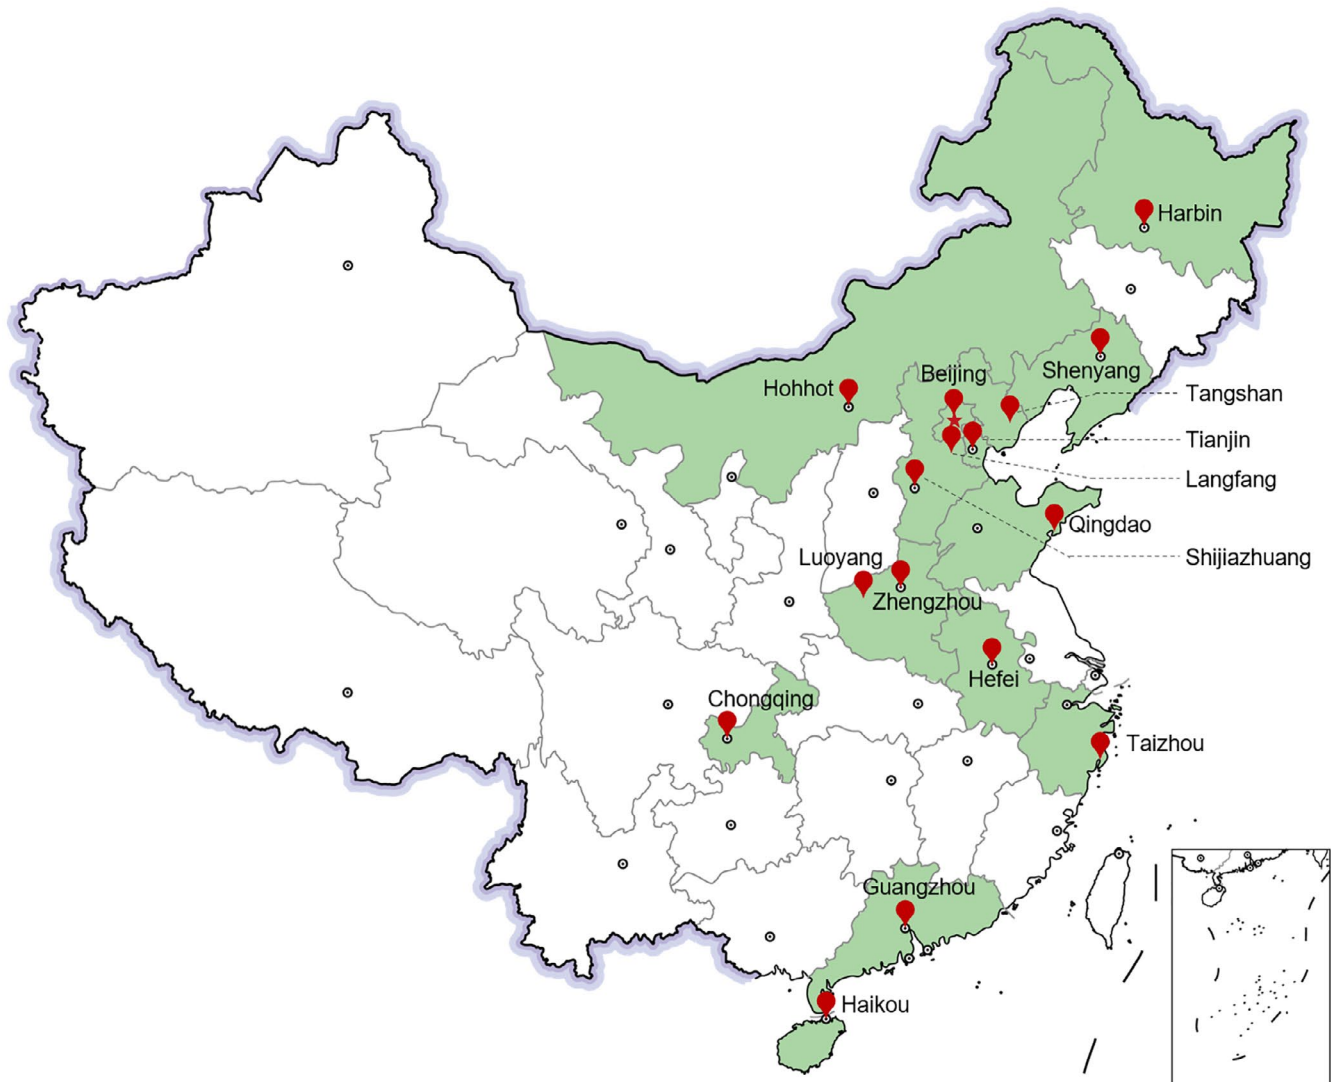 Harbin
Shenyang
Beijing
Hohhot
Tangshan
Tianjin
Langfang
Qingdao
Shijiazhuang
Luoyang
Zhengzhou
Hefei
Chongqing
Taizhou
Guangzhou
Haikou